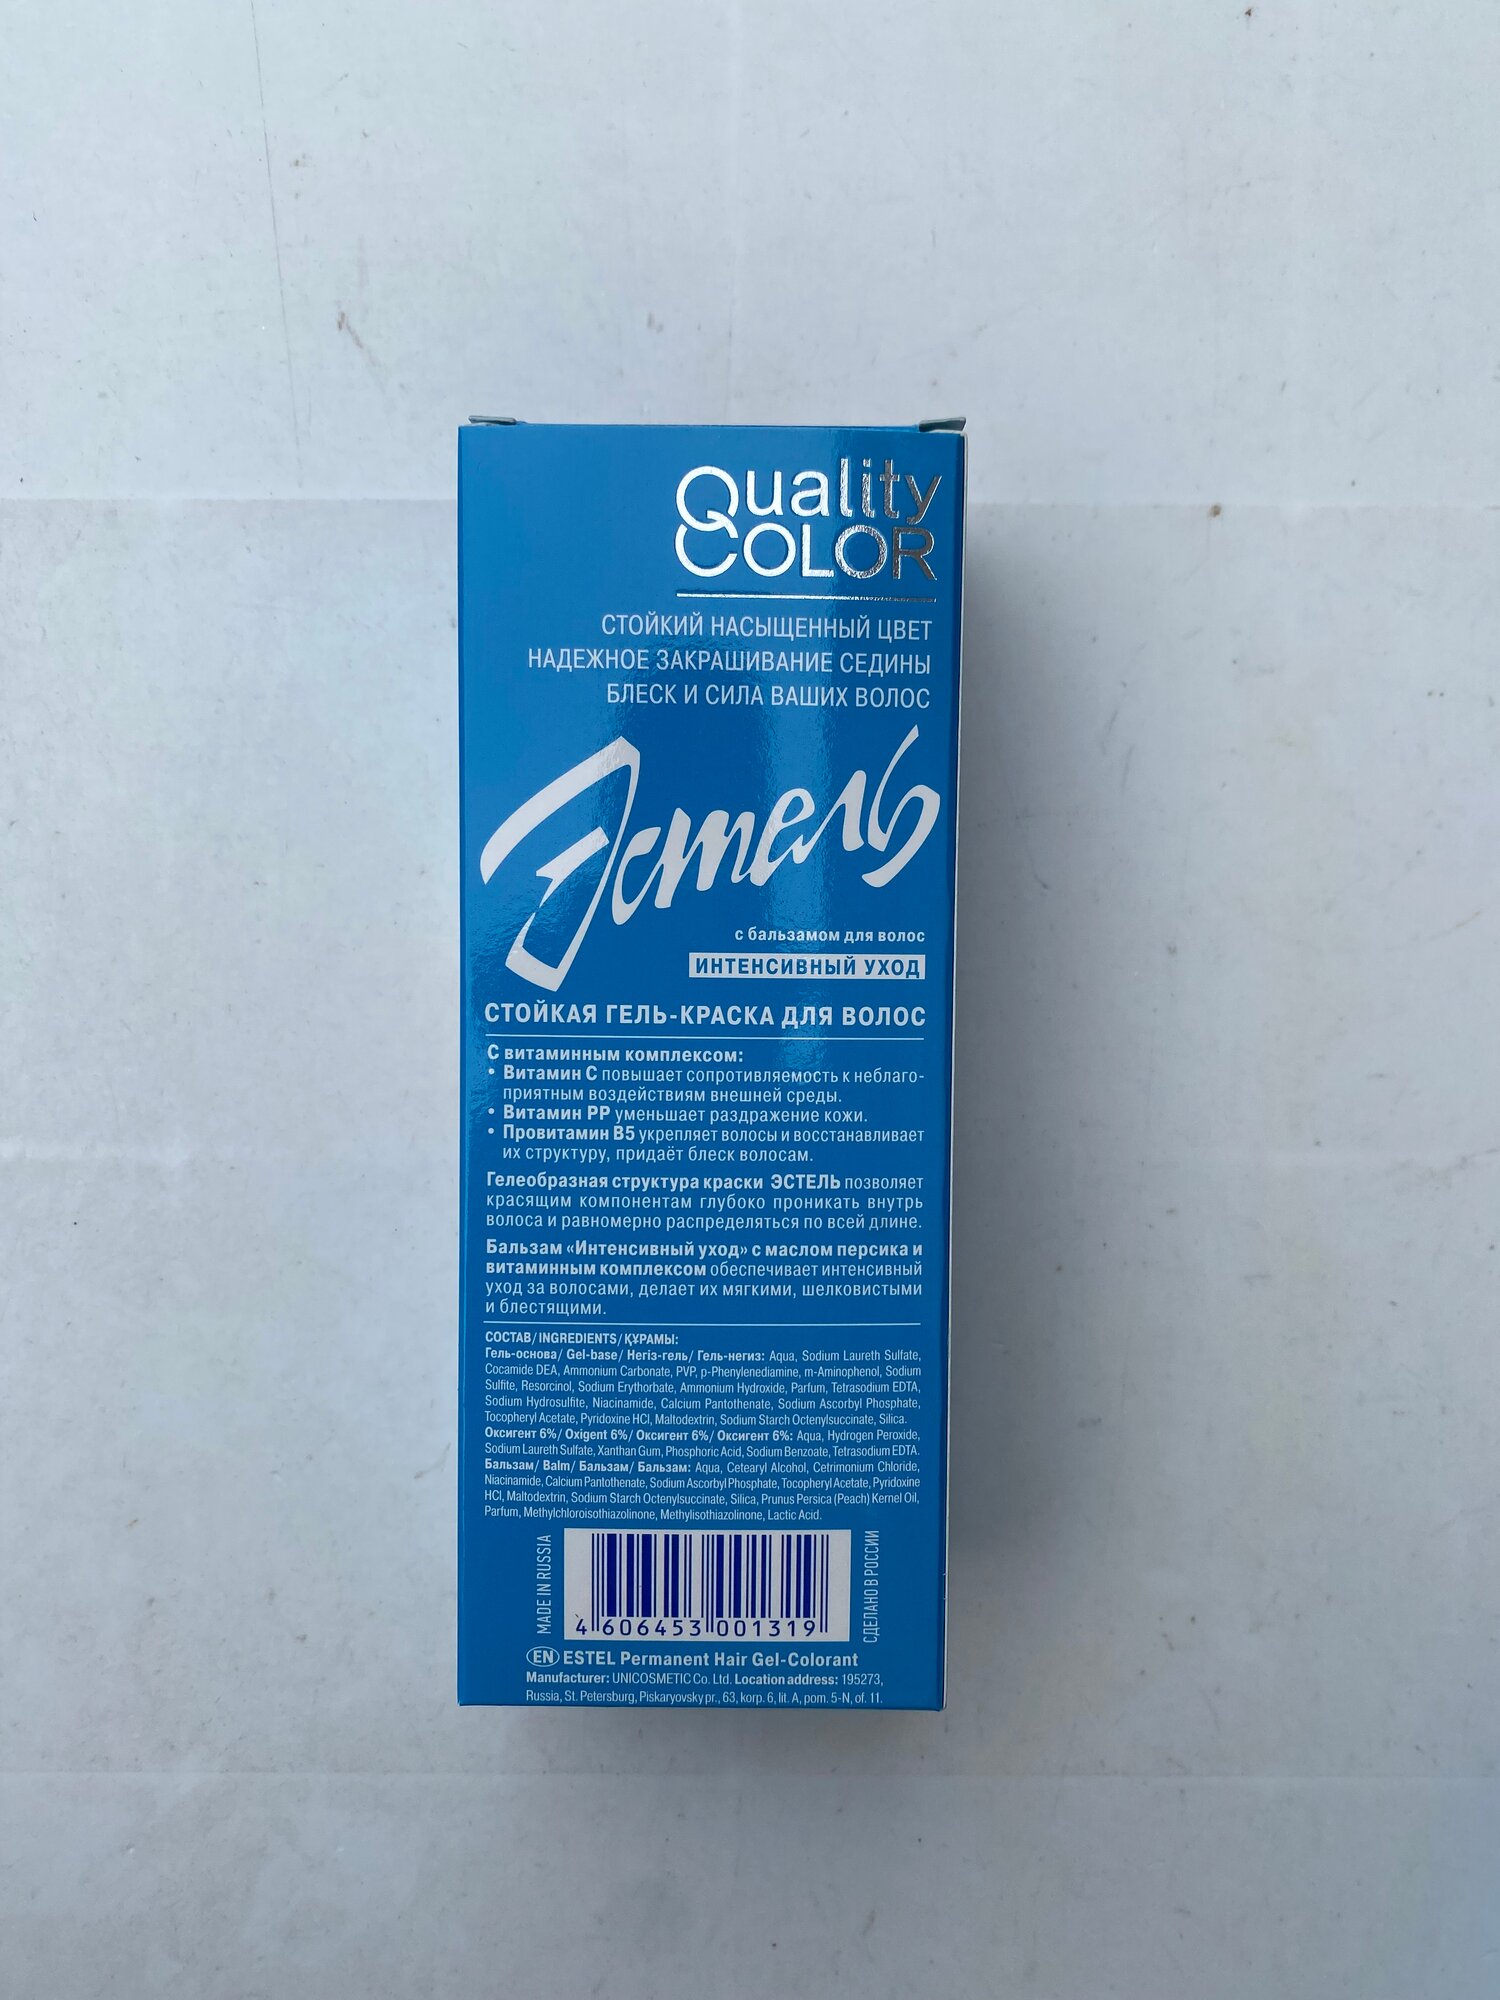 Quality
COLOR
СТОЙКИЙ НАСЫЩЕННЫЙ ЦВЕТ
НАДЕЖНОЕ ЗАКРАШИВАНИЕ СЕДИНЫ
БЛЕСК И СИЛА ВАШИХ ВОЛОС
Эстель
с бальзамом для волос
ИНТЕНСИВНЫЙ УХОД
СТОЙКАЯ ГЕЛЬ-КРАСКА ДЛЯ ВОЛОС
С витаминным комплексом:
• Витамин С повышает сопротивляемость к неблаго-
приятным воздействиям внешней среды.
• Витамин РР уменьшает раздражение кожи.
• Провитамин B5 укрепляет волосы и восстанавливает
их структуру, придаёт блеск волосам.
Гелеобразная структура краски ЭСТЕЛЬ позволяет
красящим компонентам глубоко проникать внутрь
волоса и равномерно распределяться по всей длине.
Бальзам «Интенсивный уход» с маслом персика и
витаминным комплексом обеспечивает интенсивный
уход за волосами, делает их мягкими, шелковистыми
и блестящими.
СОСТАВ/INGREDIENTS/ҚҰРАМЫ:
Гель-основа/ Gel-base/ Негіз-гель/ Гель-негиз: Aqua, Sodium Laureth Sulfate,
Cocamide DEA, Ammonium Carbonate, PVP, p-Phenylenediamine, m-Aminophenol, Sodium
Sulfite, Resorcinol, Sodium Erythorbate, Ammonium Hydroxide, Parfum, Tetrasodium EDTA,
Sodium Hydrosulfite, Niacinamide, Calcium Pantothenate, Sodium Ascorbyl Phosphate,
Tocopheryl Acetate, Pyridoxine HCl, Maltodextrin, Sodium Starch Octenylsuccinate, Silica.
Оксигент 6%/ Oxigent 6%/ Оксигент 6%/ Оксигент 6%: Aqua, Hydrogen Peroxide,
Sodium Laureth Sulfate, Xanthan Gum, Phosphoric Acid, Sodium Benzoate, Tetrasodium EDTA.
Бальзам/ Balm/ Бальзам/ Бальзам: Aqua, Cetearyl Alcohol, Cetrimonium Chloride,
Niacinamide, Calcium Pantothenate, Sodium Ascorbyl Phosphate, Tocopheryl Acetate, Pyridoxine
HCl, Maltodextrin, Sodium Starch Octenylsuccinate, Silica, Prunus Persica (Peach) Kernel Oil,
Parfum, Methylchloroisothiazolinone, Methylisothiazolinone, Lactic Acid.
MADE IN RUSSIA
4 606453 001319
СДЕЛАНО В РОССИИ
EN ESTEL Permanent Hair Gel-Colorant
Manufacturer: UNICOSMETIC Co. Ltd. Location address: 195273,
Russia, St. Petersburg, Piskaryovsky pr., 63, korp. 6, lit. A, pom. 5-N, of. 11.